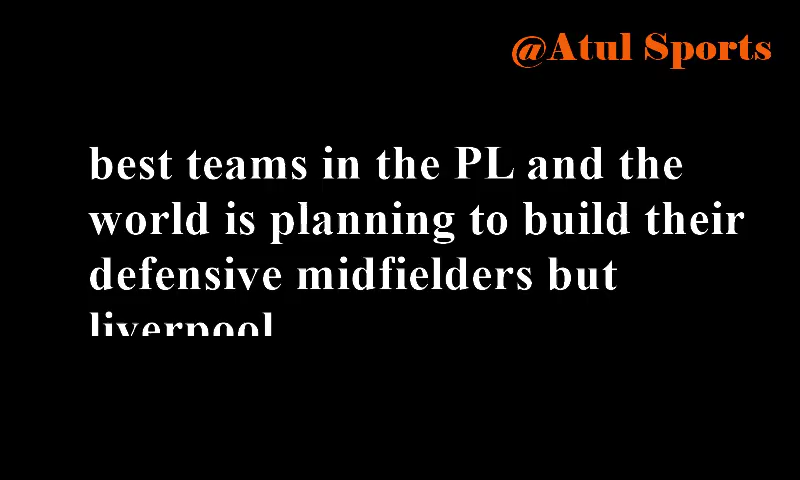 @Atul Sports
best teams in the PL and the
world is planning to build their
defensive midfielders but
liverpool